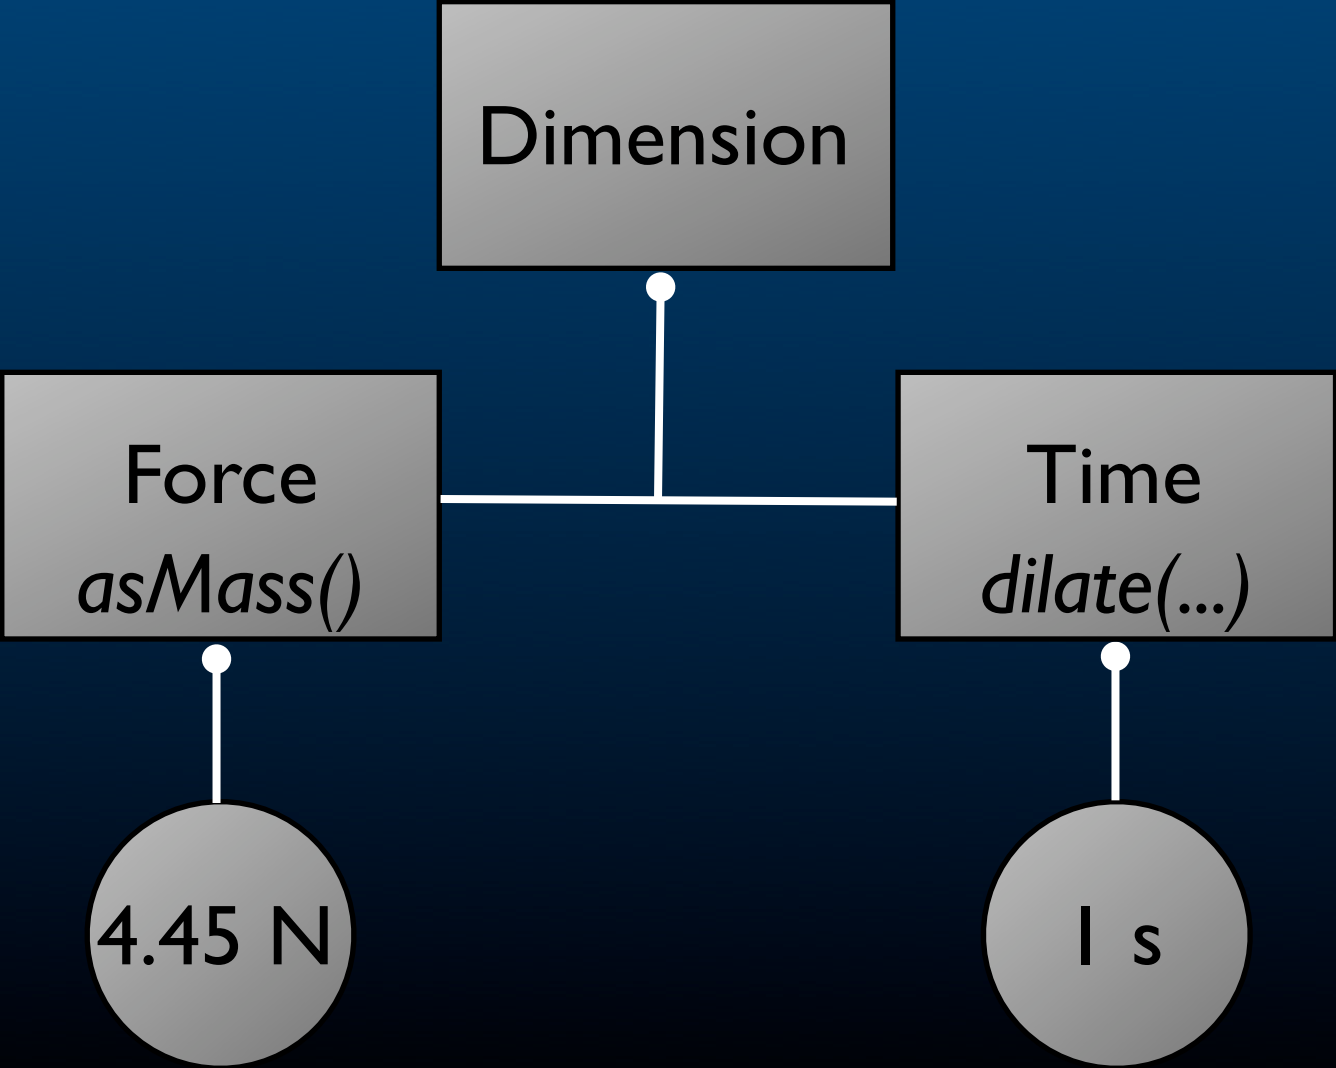 Dimension
Force
asMass()
Time
dilate(...)
4.45 N
1 s